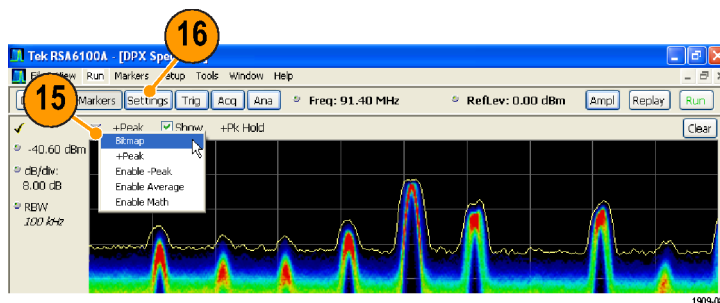 16
Tek RSA6100A - [DPX Spe
View Run Markers Setup Tools Window Help
15
Markers Settings Trig Acq Ana Freq: 91.40 MHz RefLev: 0.00 dBm Ampl Replay Run
+Peak Show +Pk Hold Clear
Bitmap
+Peak
Enable -Peak
Enable Average
Enable Math
-40.60 dBm
dB/div:
8.00 dB
RBW
100 kHz